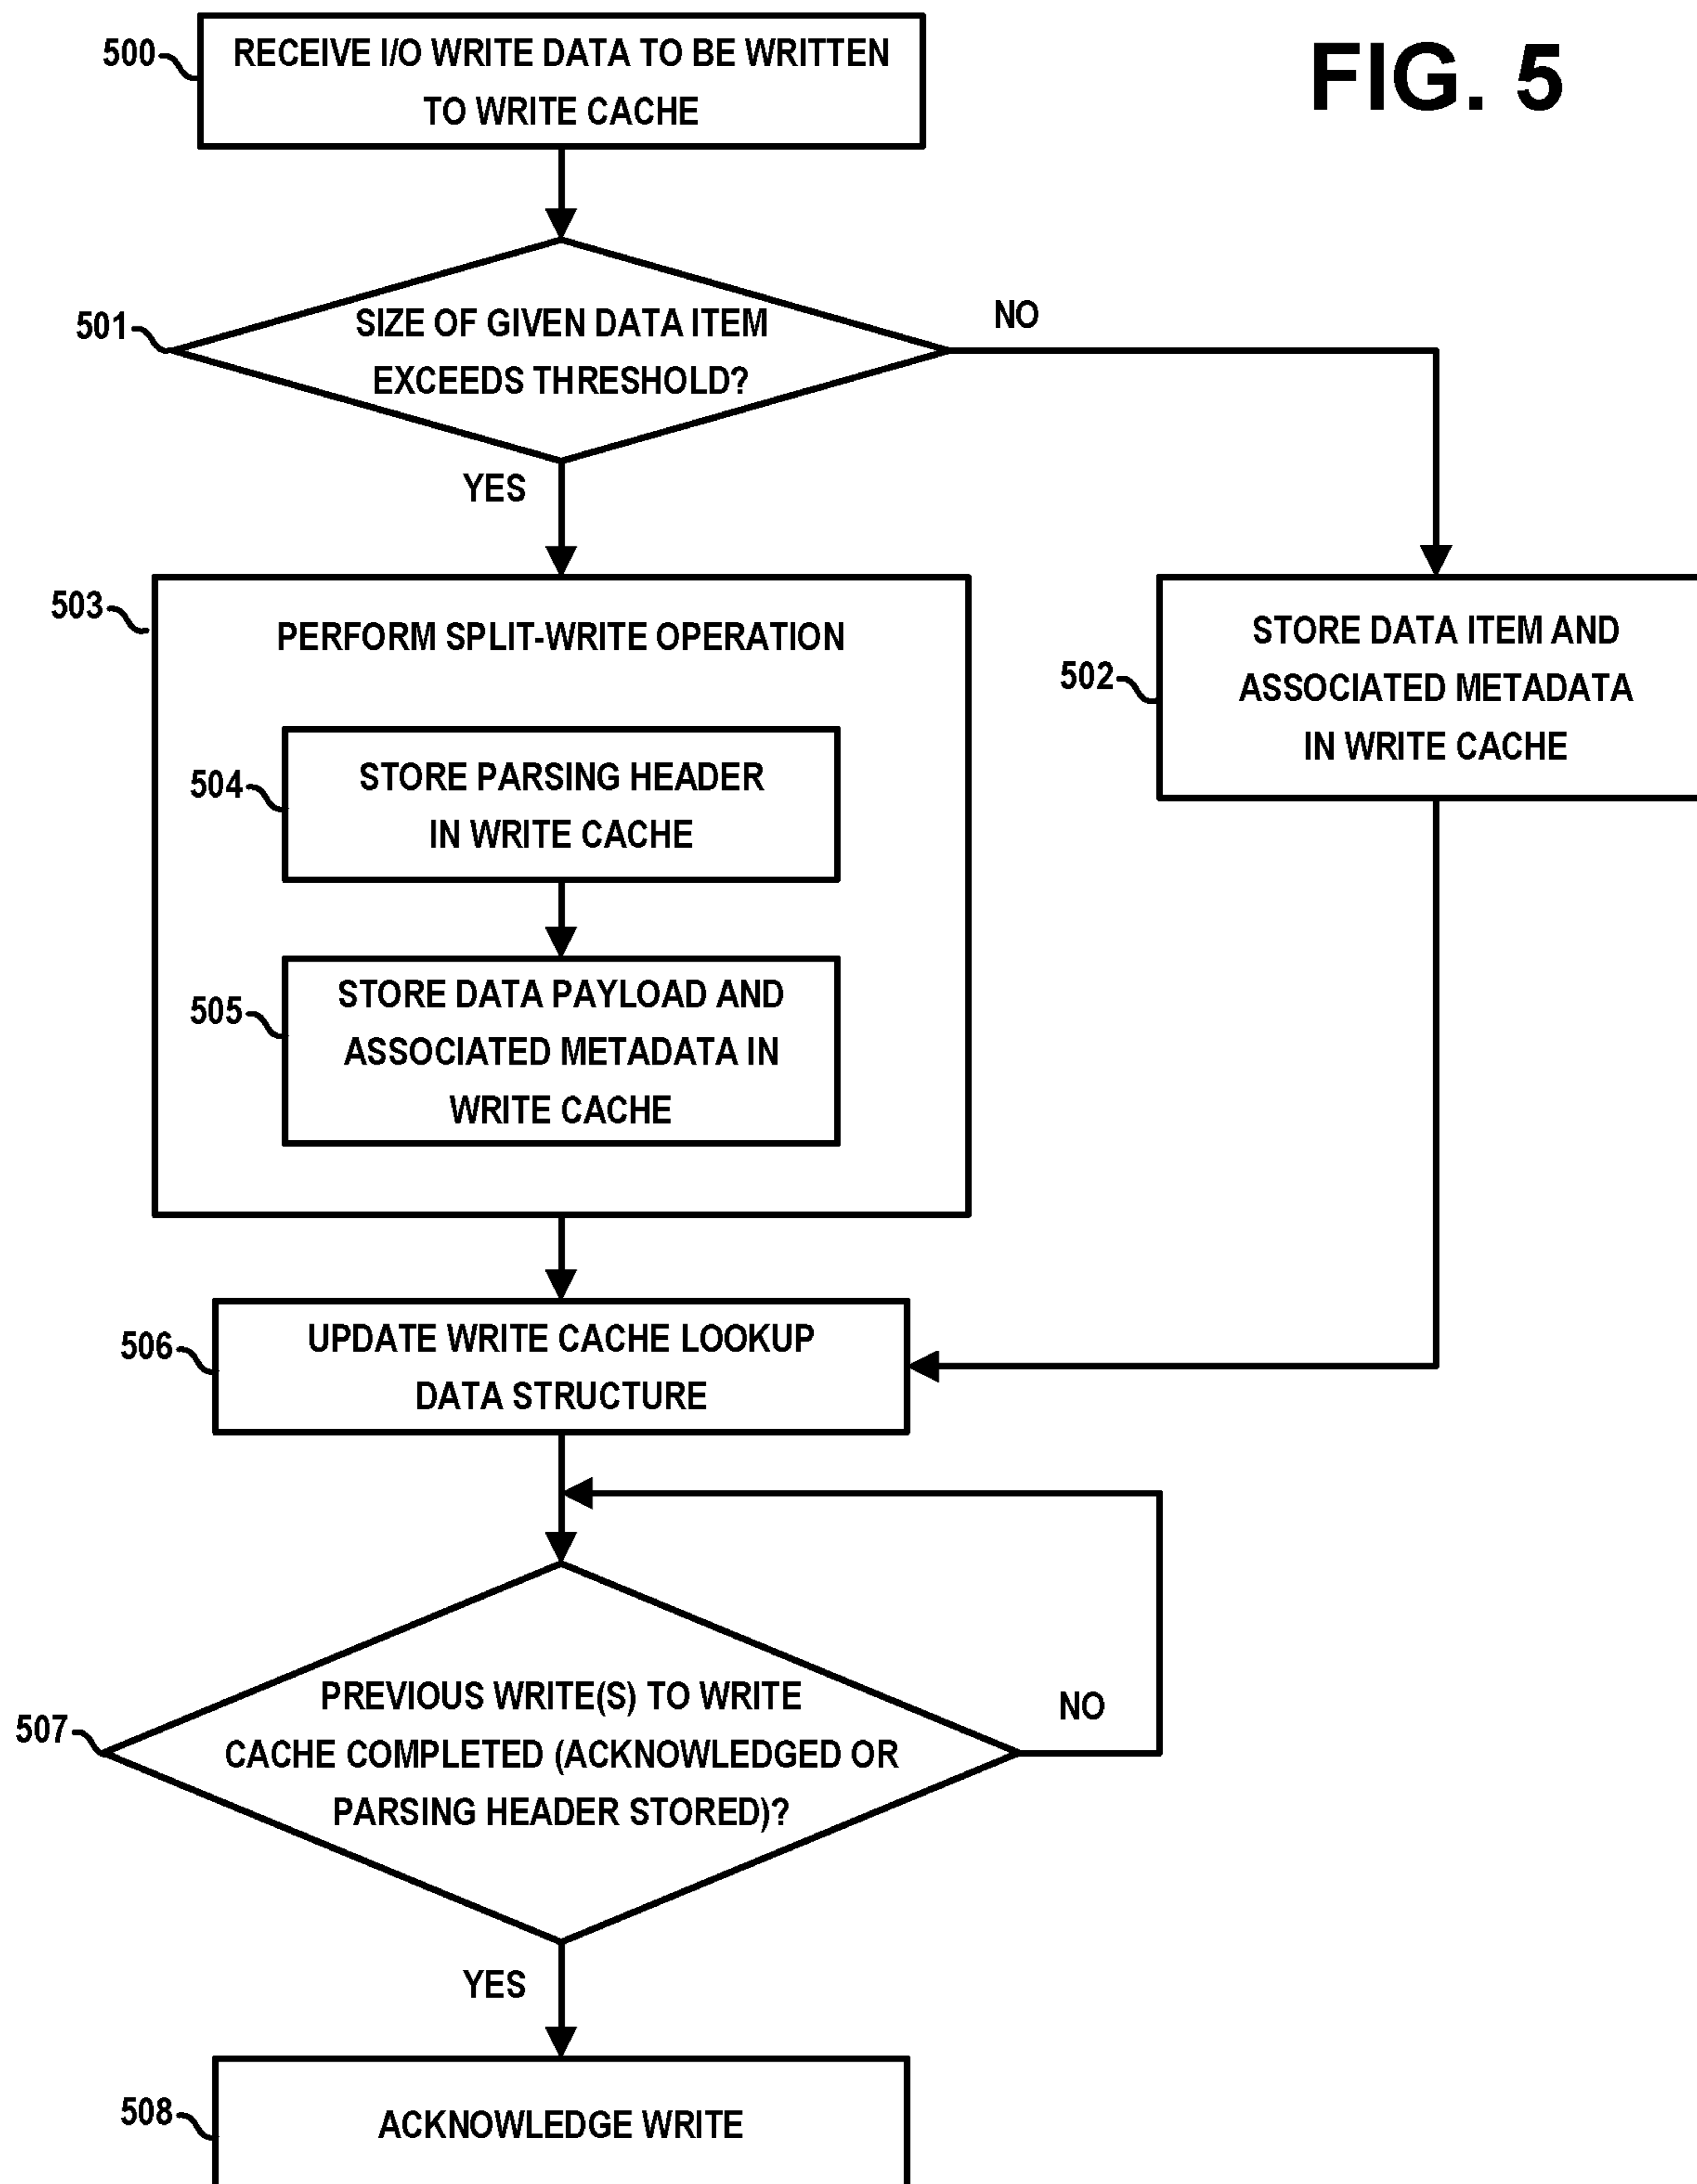 FIG. 5
500
RECEIVE I/O WRITE DATA TO BE WRITTEN
TO WRITE CACHE
501
SIZE OF GIVEN DATA ITEM
EXCEEDS THRESHOLD?
NO
YES
503
PERFORM SPLIT-WRITE OPERATION
504
STORE PARSING HEADER
IN WRITE CACHE
505
STORE DATA PAYLOAD AND
ASSOCIATED METADATA IN
WRITE CACHE
502
STORE DATA ITEM AND
ASSOCIATED METADATA
IN WRITE CACHE
506
UPDATE WRITE CACHE LOOKUP
DATA STRUCTURE
507
PREVIOUS WRITE(S) TO WRITE
CACHE COMPLETED (ACKNOWLEDGED OR
PARSING HEADER STORED)?
NO
YES
508
ACKNOWLEDGE WRITE